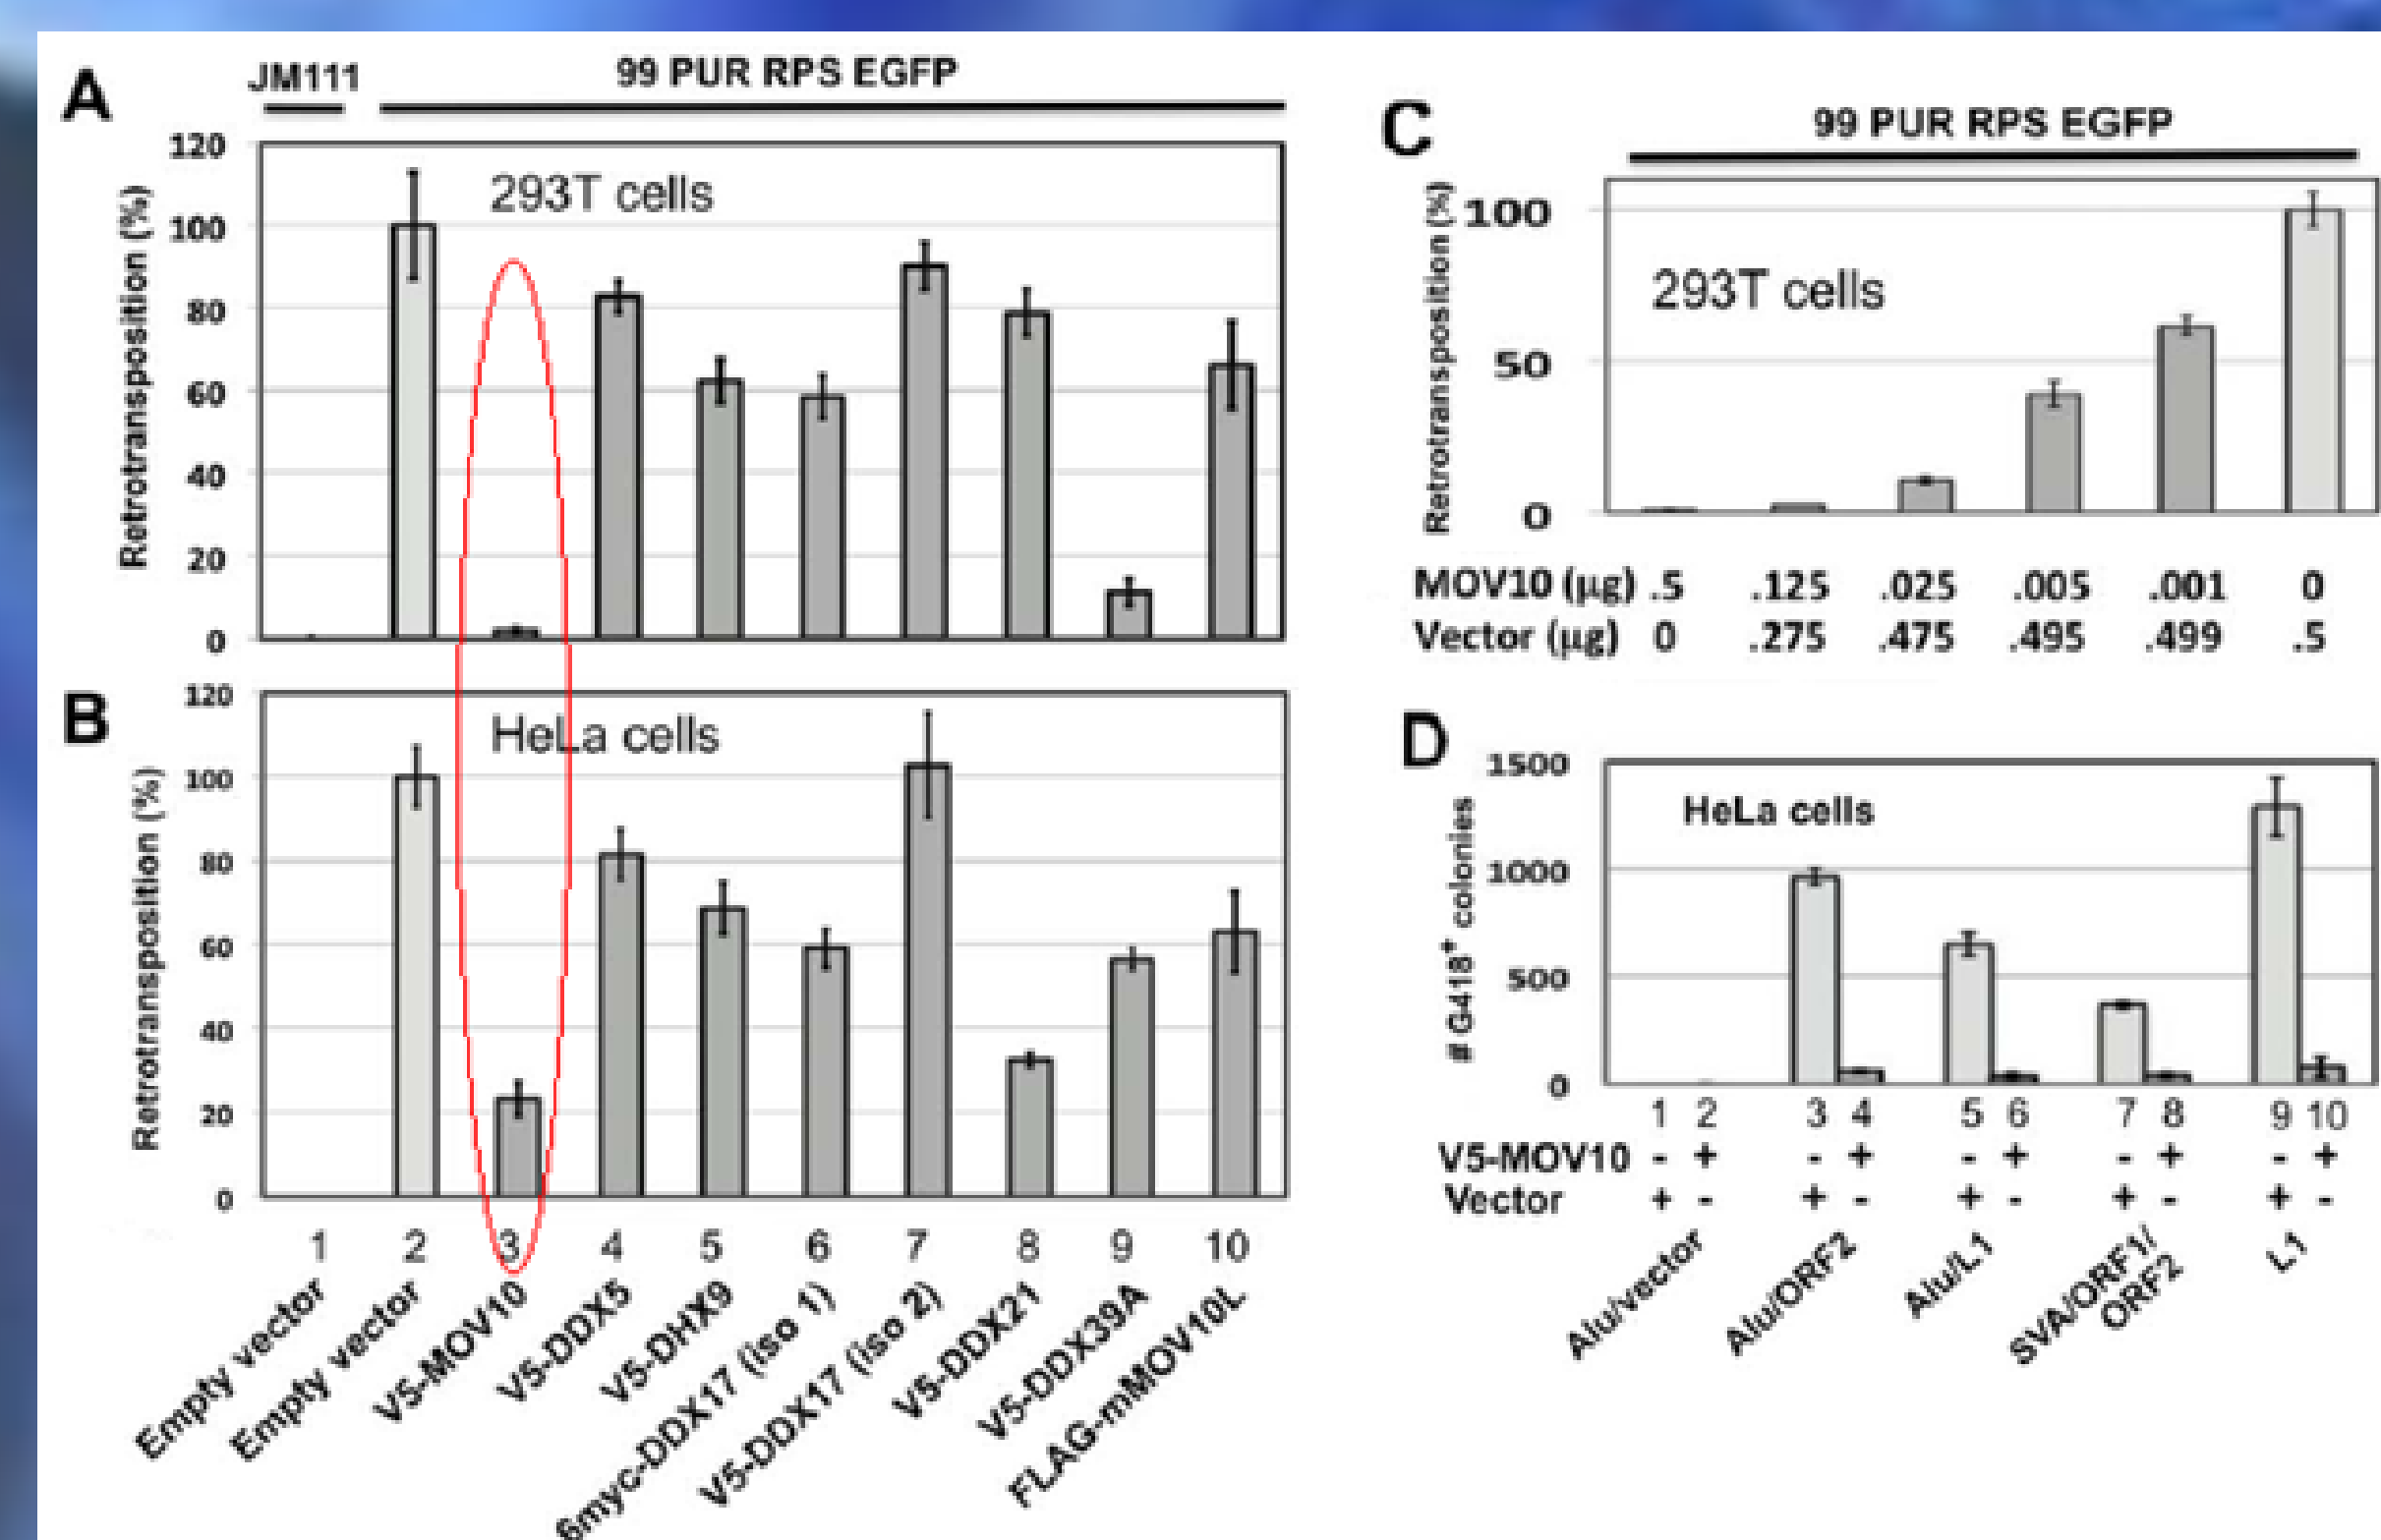 A
JM111
99 PUR RPS EGFP
Retrotransposition (%)
120
100
80
60
40
20
0
293T cells
B
Retrotransposition (%)
120
100
80
60
40
20
0
HeLa cells
1 2 3 4 5 6 7 8 9 10
Empty vector
Empty vector
V5-MOV10
V5-DDX5
V5-DHX9
6myc-DDX17 (iso 1)
V5-DDX17 (iso 2)
V5-DDX21
V5-DDX39A
FLAG-mMOV10L
C
99 PUR RPS EGFP
Retrotransposition (%)
100
50
0
293T cells
MOV10 (µg) .5 .125 .025 .005 .001 0
Vector (µg) 0 .275 .475 .495 .499 .5
D
# G418+ colonies
1500
1000
500
0
HeLa cells
1 2 3 4 5 6 7 8 9 10
V5-MOV10 - + - + - + - + - +
Vector + - + - + - + - + -
Alu/vector
Alu/ORF2
Alu/L1
SVA/ORF1/
ORF2
L1